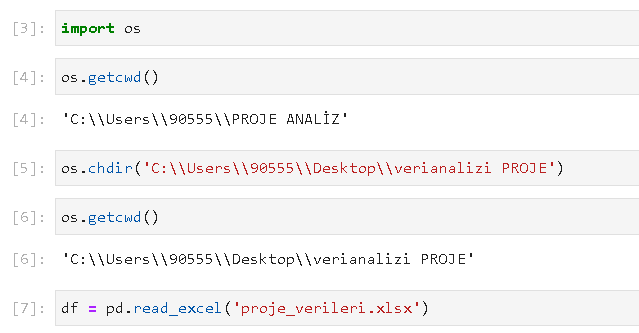 [3]: import os
[4]: os.getcwd()
[4]: 'C:\\Users\\90555\\PROJE ANALİZ'
[5]: os.chdir('C:\\Users\\90555\\Desktop\\verianalizi PROJE')
[6]: os.getcwd()
[6]: 'C:\\Users\\90555\\Desktop\\verianalizi PROJE'
[7]: df = pd.read_excel('proje_verileri.xlsx')